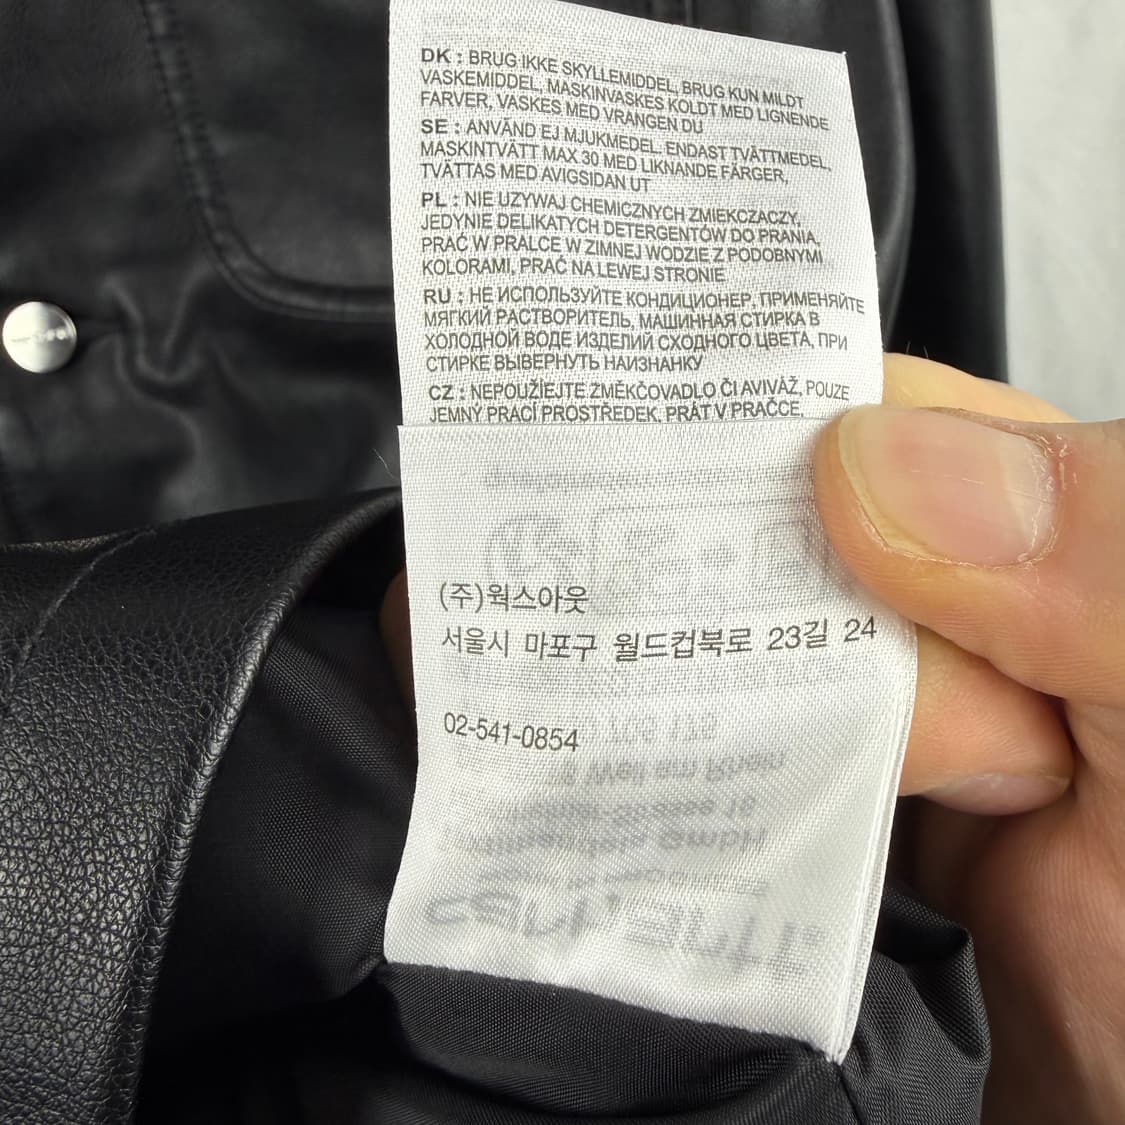 DK : BRUG IKKE SKYLLEMIDDEL, BRUG KUN MILDT
VASKEMIDDEL, MASKINVASKES KOLDT MED LIGNENDE
FARVER, VASKES MED VRANGEN DU
SE : ANVÄND EJ MJUKMEDEL. ENDAST TVÄTTMEDEL,
MASKINTVÄTT MAX 30 MED LIKNANDE FÄRGER,
TVÄTTAS MED AVIGSIDAN UT
PL : NIE UZYWAJ CHEMICZNYCH ZMIEKCZACZY,
JEDYNIE DELIKATYCH DETERGENTÓW DO PRANIA,
PRAĆ W PRALCE W ZIMNEJ WODZIE Z PODOBNYMI
KOLORAMI, PRAĆ NA LEWEJ STRONIE
RU : НЕ ИСПОЛЬЗУЙТЕ КОНДИЦИОНЕР, ПРИМЕНЯЙТЕ
МЯГКИЙ РАСТВОРИТЕЛЬ, МАШИННАЯ СТИРКА В
ХОЛОДНОЙ ВОДЕ ИЗДЕЛИЙ СХОДНОГО ЦВЕТА, ПРИ
СТИРКЕ ВЫВЕРНУТЬ НАИЗНАНКУ
CZ : NEPOUŽÍEJTE ZMĚKČOVADLO ČI AVIVÁŽ, POUZE
JEMNÝ PRACÍ PROSTŘEDEK, PRÁT V PRAČCE,
(주)웍스아웃
서울시 마포구 월드컵북로 23길 24
02-541-0854